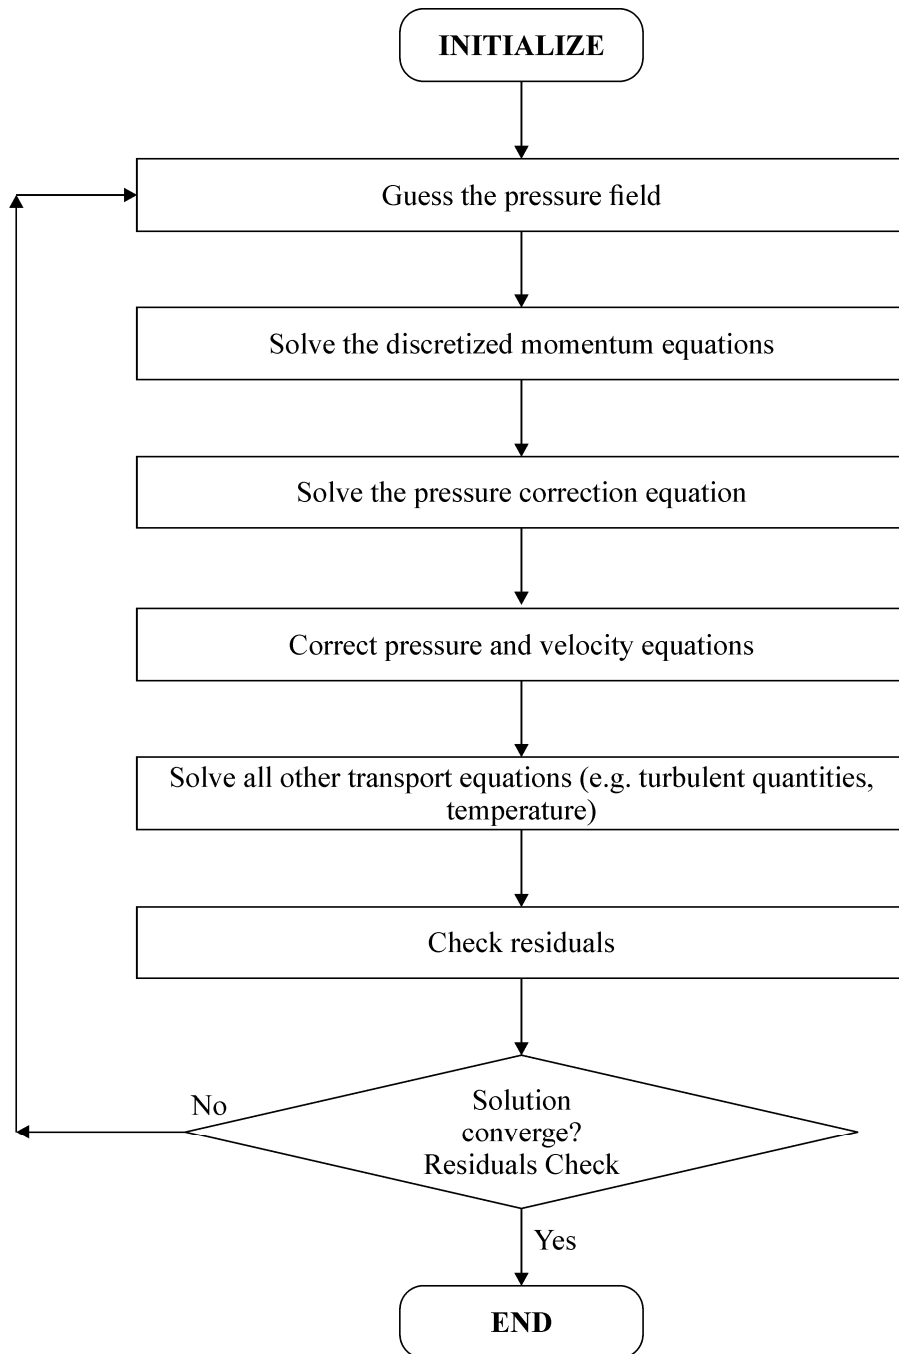 INITIALIZE
Guess the pressure field
Solve the discretized momentum equations
Solve the pressure correction equation
Correct pressure and velocity equations
Solve all other transport equations (e.g. turbulent quantities,
temperature)
Check residuals
No
Solution
converge?
Residuals Check
Yes
END